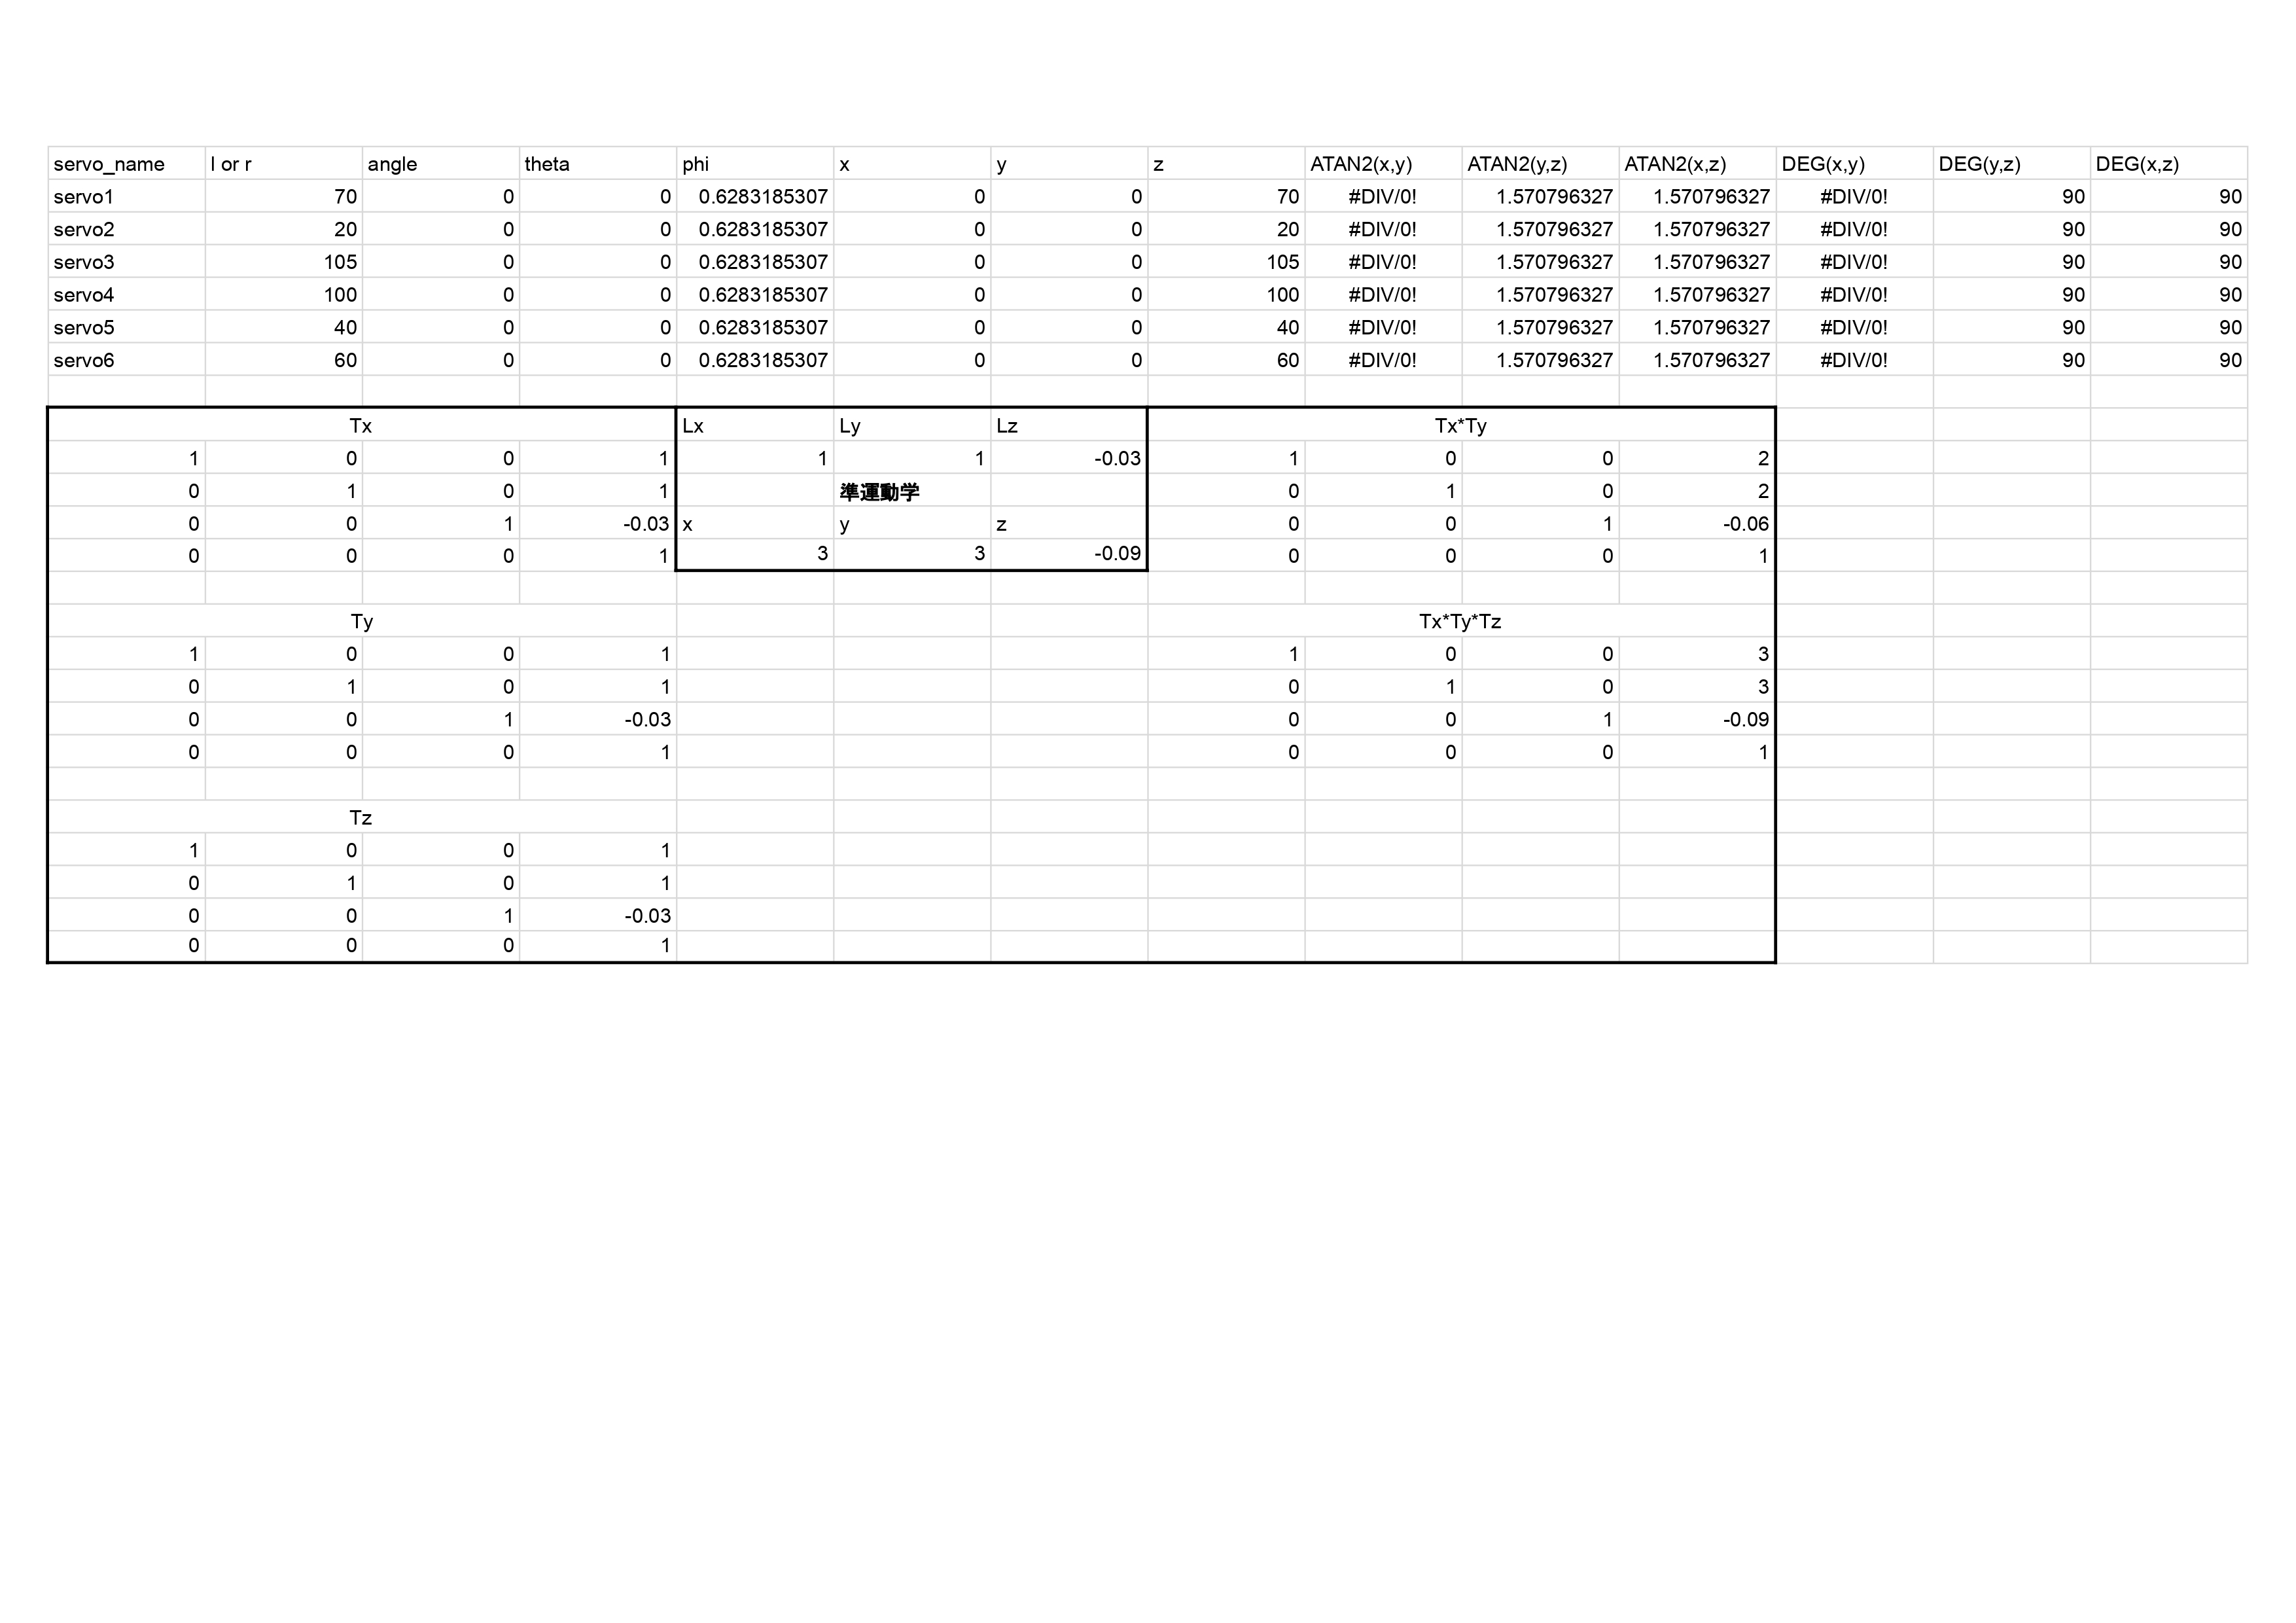 servo_name l or r angle theta phi x y z ATAN2(x,y) ATAN2(y,z) ATAN2(x,z) DEG(x,y) DEG(y,z) DEG(x,z)
servo1 70 0 0 0.6283185307 0 0 70 #DIV/0! 1.570796327 1.570796327 #DIV/0! 90 90
servo2 20 0 0 0.6283185307 0 0 20 #DIV/0! 1.570796327 1.570796327 #DIV/0! 90 90
servo3 105 0 0 0.6283185307 0 0 105 #DIV/0! 1.570796327 1.570796327 #DIV/0! 90 90
servo4 100 0 0 0.6283185307 0 0 100 #DIV/0! 1.570796327 1.570796327 #DIV/0! 90 90
servo5 40 0 0 0.6283185307 0 0 40 #DIV/0! 1.570796327 1.570796327 #DIV/0! 90 90
servo6 60 0 0 0.6283185307 0 0 60 #DIV/0! 1.570796327 1.570796327 #DIV/0! 90 90
Tx Lx Ly Lz Tx*Ty
1 0 0 1 1 1 -0.03 1 0 0 2
0 1 0 1 準運動学 0 1 0 2
0 0 1 -0.03 x y z 0 0 1 -0.06
0 0 0 1 3 3 -0.09 0 0 0 1
Ty Tx*Ty*Tz
1 0 0 1 1 0 0 3
0 1 0 1 0 1 0 3
0 0 1 -0.03 0 0 1 -0.09
0 0 0 1 0 0 0 1
Tz
1 0 0 1
0 1 0 1
0 0 1 -0.03
0 0 0 1